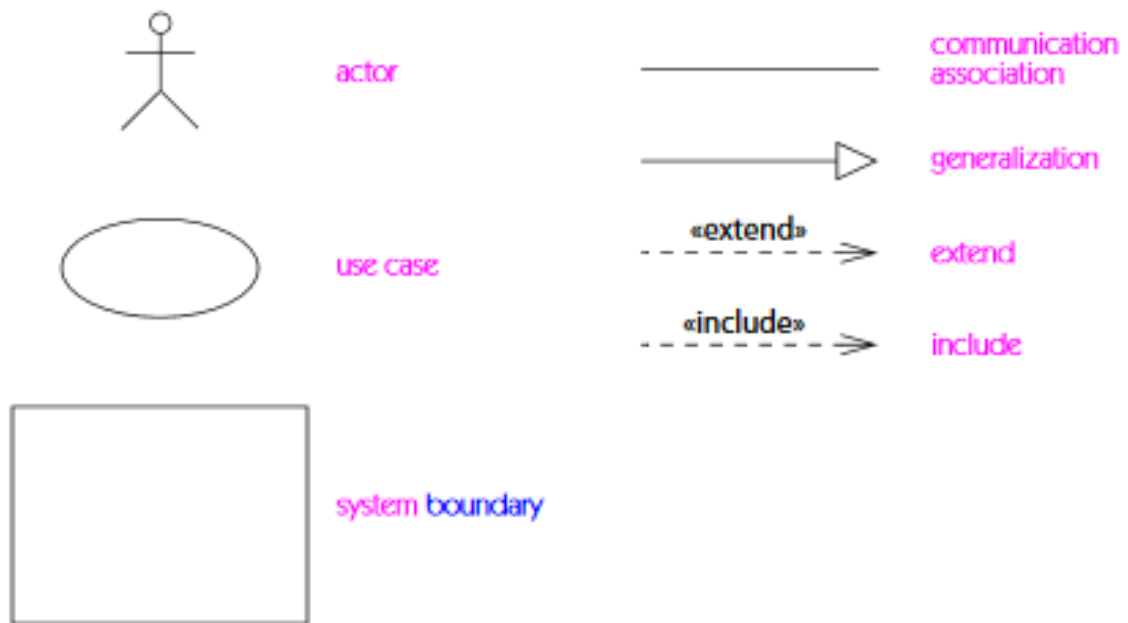 actor
communication
association
generalization
«extend»
use case
extend
«include»
include
system boundary